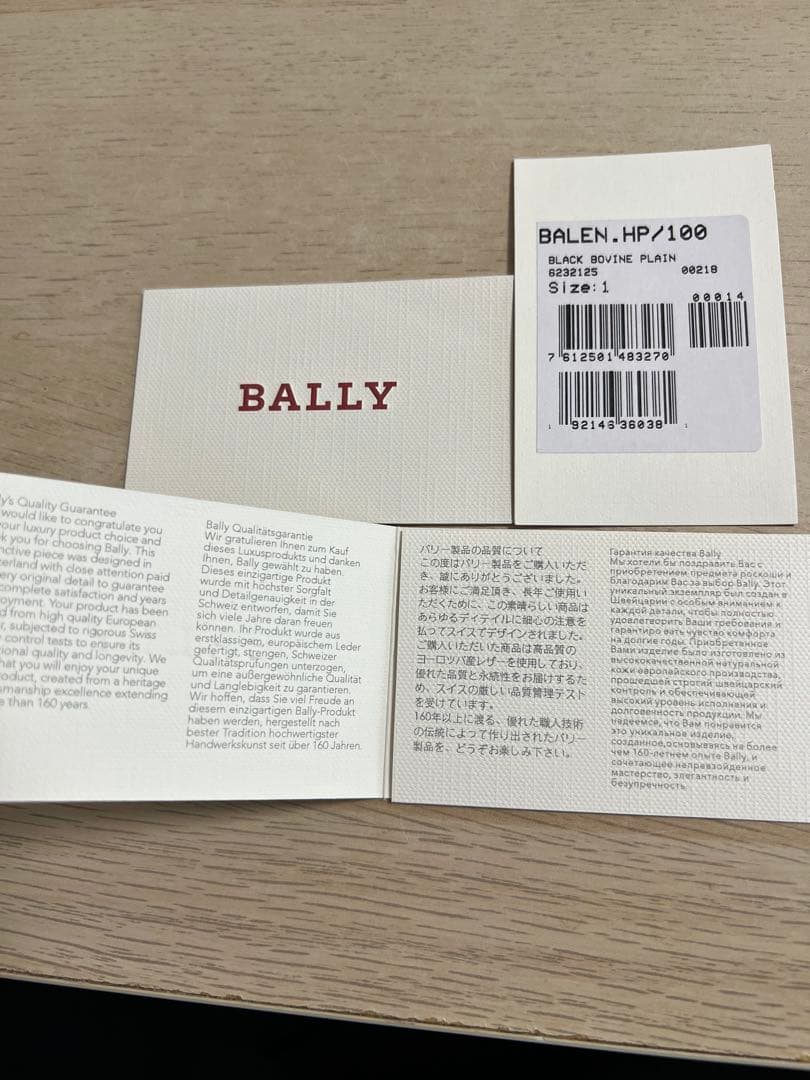 BALEN.HP/100
BLACK BOVINE PLAIN
6232125 00218
Size:1
00014
7 612501 483270
92146 36038
BALLY
ly's Quality Guarantee
would like to congratulate you
our luxury product choice and
k you for choosing Bally. This
nctive piece was designed in
erland with close attention paid
ery original detail to guarantee
complete satisfaction and years
oyment. Your product has been
d from high quality European
r, subjected to rigorous Swiss
control tests to ensure its
ional quality and longevity. We
hat you will enjoy your unique
roduct, created from a heritage
smanship excellence extending
e than 160 years.
Bally Qualitätsgarantie
Wir gratulieren Ihnen zum Kauf
dieses Luxusprodukts und danken
Ihnen, Bally gewählt zu haben.
Dieses einzigartige Produkt
wurde mit höchster Sorgfalt
und Detailgenauigkeit in der
Schweiz entworfen, damit Sie
sich viele Jahre daran freuen
können. Ihr Produkt wurde aus
erstklassigem, europäischem Leder
gefertigt, strengen, Schweizer
Qualitätsprüfungen unterzogen,
um eine außergewöhnliche Qualität
und Langlebigkeit zu garantieren.
Wir hoffen, dass Sie viel Freude an
diesem einzigartigen Bally-Produkt
haben werden, hergestellt nach
bester Tradition hochwertigster
Handwerkskunst seit über 160 Jahren.
バリー製品の品質について
この度はバリー製品をご購入いただ
き、誠にありがとうございました。
お客様にご満足頂き、長年ご使用い
ただくために、この素晴らしい商品は
あらゆるディテイルに細心の注意を
払ってスイスでデザインされました。
ご購入いただいた商品は高品質の
ヨーロッパ産レザーを使用しており、
優れた品質と永続性をお届けするた
め、スイスの厳しい品質管理テスト
を受けています。
160年以上に渡る、優れた職人技術
の伝統によって作り出されたバリー
製品を、どうぞお楽しみ下さい。
Гарантия качества Bally
Мы хотели бы поздравить Вас с
приобретением предмета роскоши и
благодарим Вас за выбор Bally. Этот
уникальный экземпляр был создан в
Швейцарии с особым вниманием к
каждой детали, чтобы полностью
удовлетворить Ваши требования и
гарантиро вать чувство комфорта
на долгие годы. Приобретенное
Вами изделие было изготовлено из
высококачественной натуральной
кожи европейского производства,
прошедшей строгий швейцарский
контроль и обеспечивающей
высокий уровень исполнения и
долговечность продукции. Мы
надеемся, что Вам понравится
это уникальное изделие,
созданное,основываясь на более
чем 160-летнем опыте Bally, и
сочетающее непревзойденное
мастерство, элегантность и
безупречность.